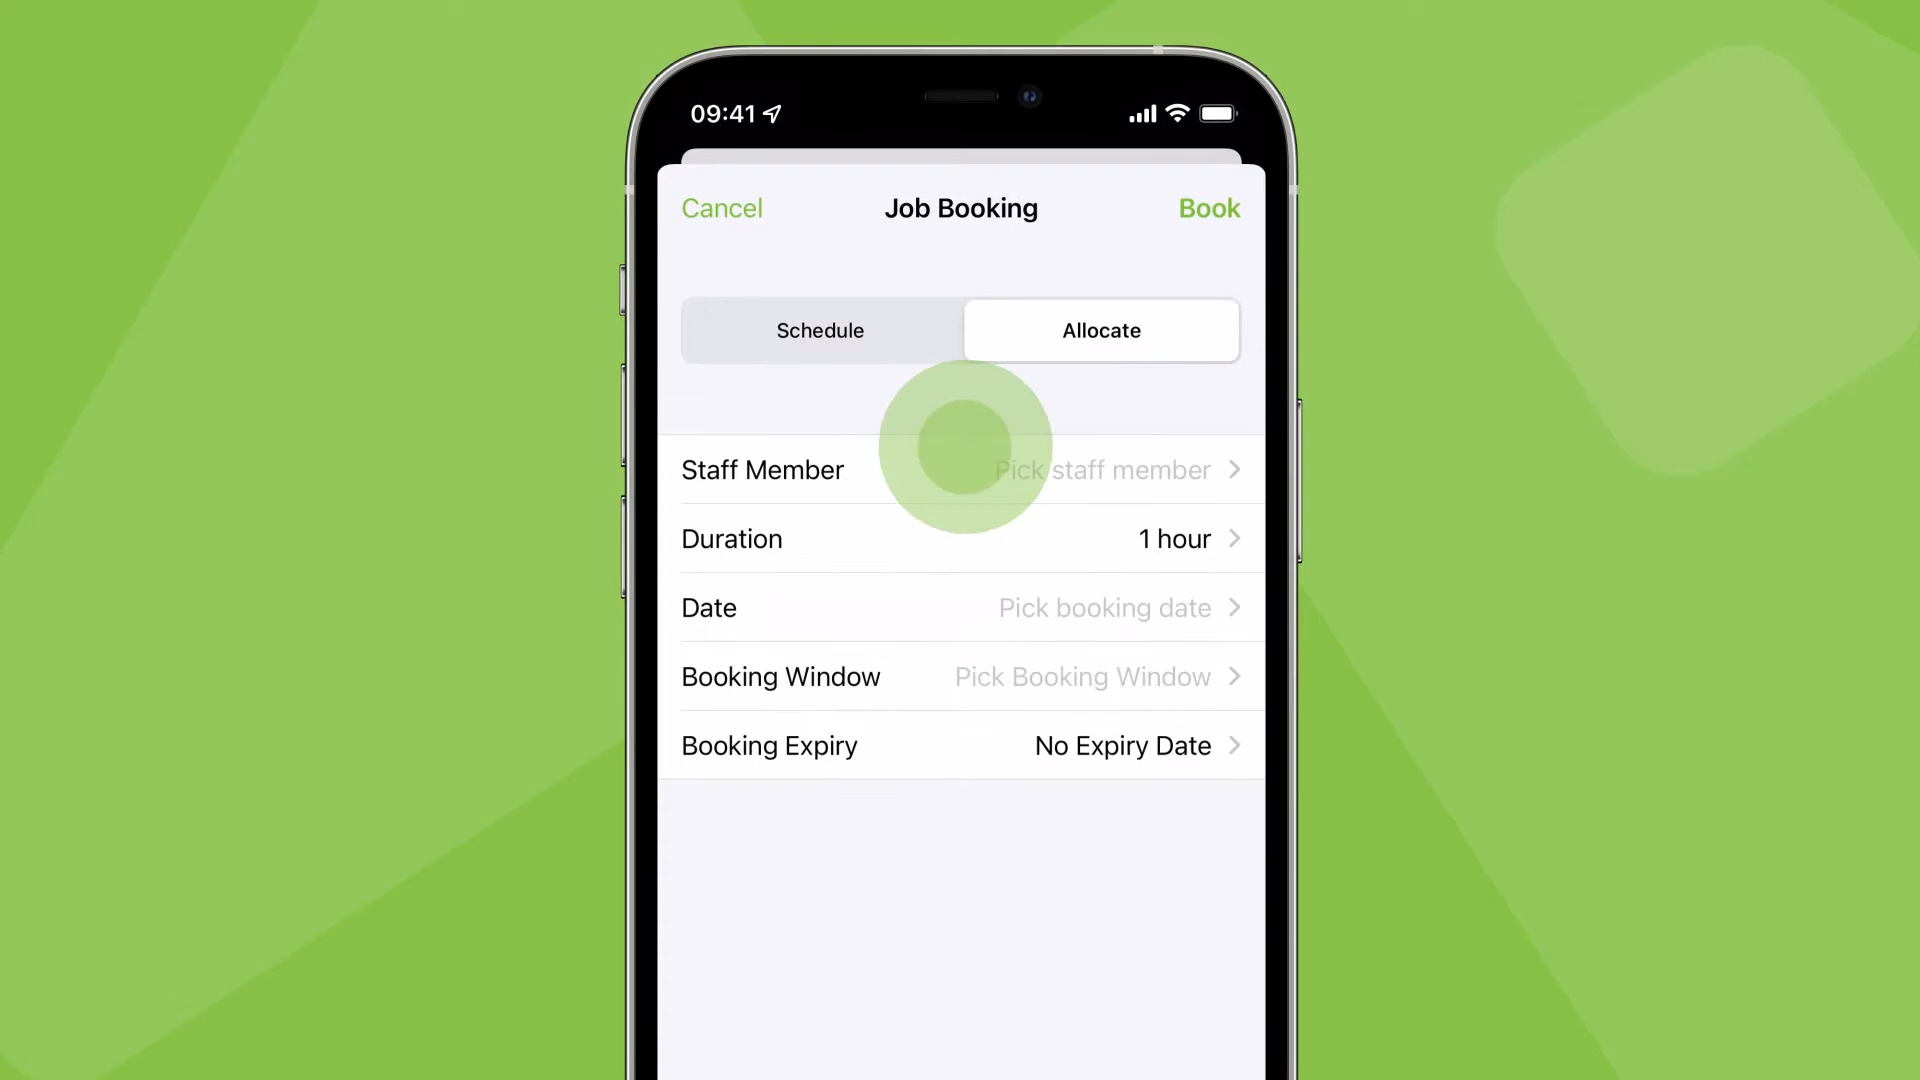 09:41
Cancel Job Booking Book
Schedule Allocate
Staff Member Pick staff member
Duration 1 hour
Date Pick booking date
Booking Window Pick Booking Window
Booking Expiry No Expiry Date